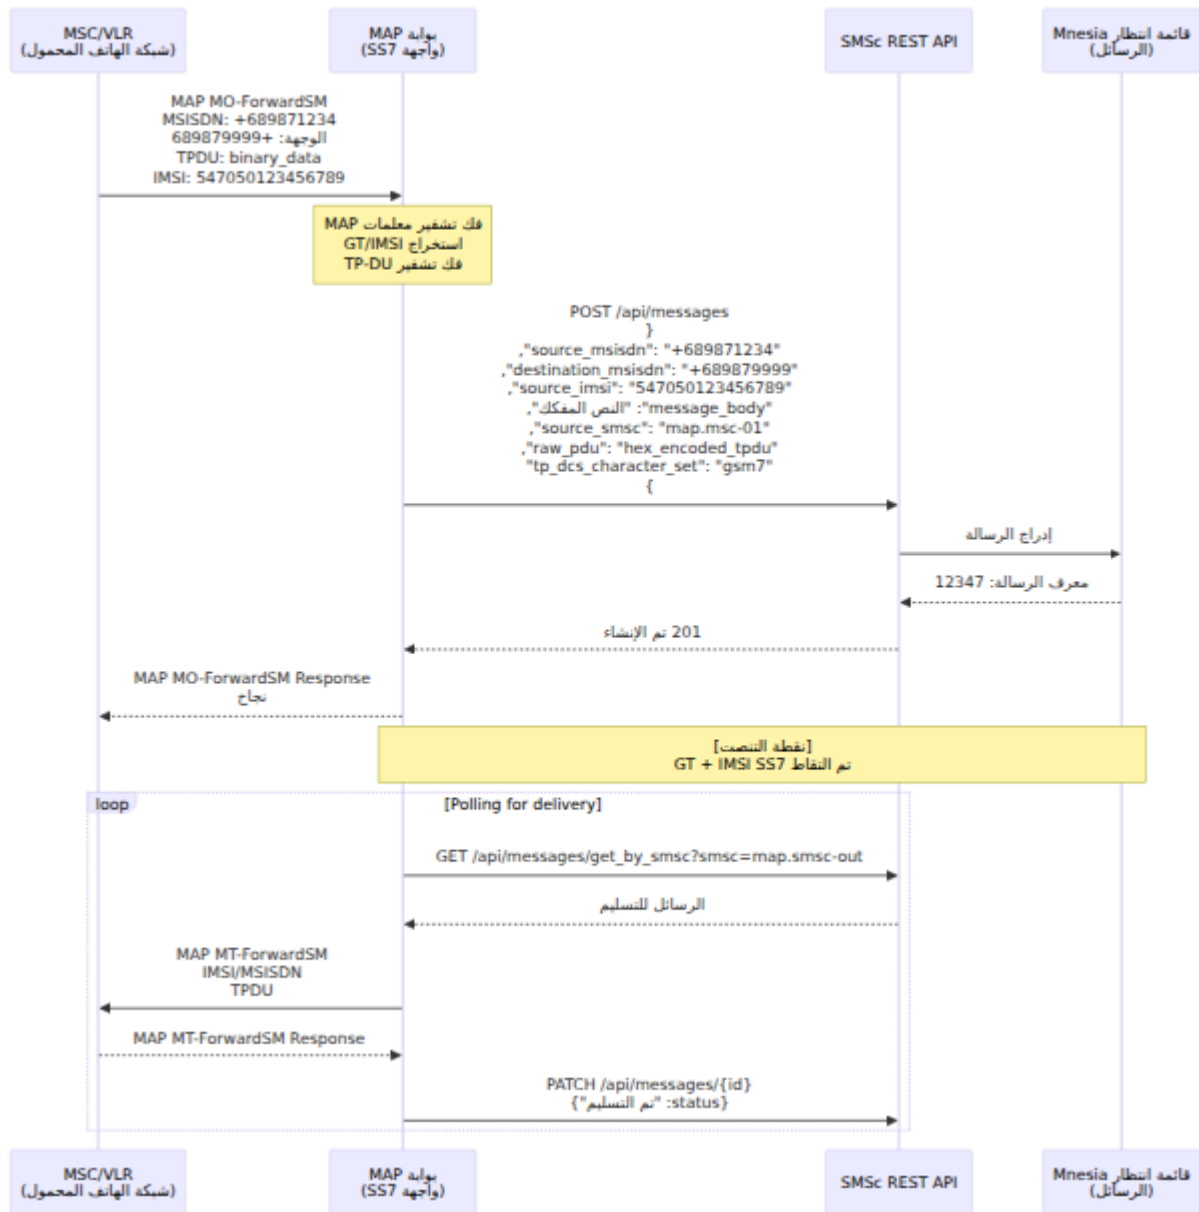 MSC/VLR
(شبكة الهاتف المحمول)
بوابة MAP
(واجهة SS7)
SMSc REST API
قائمة انتظار Mnesia
(الرسائل)
MAP MO-ForwardSM
MSISDN: +689871234
الوجهة: +689879999
TPDU: binary_data
IMSI: 547050123456789
فك تشفير معلمات MAP
استخراج GT/IMSI
فك تشفير TP-DU
POST /api/messages
{
"source_msisdn": "+689871234",
"destination_msisdn": "+689879999",
"source_imsi": "547050123456789",
"message_body": "النص المفكك",
"source_smsc": "map.msc-01",
"raw_pdu": "hex_encoded_tpdu",
"tp_dcs_character_set": "gsm7"
}
إدراج الرسالة
معرف الرسالة: 12347
201 تم الإنشاء
MAP MO-ForwardSM Response
نجاح
[نقطة التنصت]
تم التقاط GT + IMSI SS7
loop
[Polling for delivery]
GET /api/messages/get_by_smsc?smsc=map.smsc-out
الرسائل للتسليم
MAP MT-ForwardSM
IMSI/MSISDN
TPDU
MAP MT-ForwardSM Response
PATCH /api/messages/{id}
{status: "تم التسليم"}
MSC/VLR
(شبكة الهاتف المحمول)
بوابة MAP
(واجهة SS7)
SMSc REST API
قائمة انتظار Mnesia
(الرسائل)